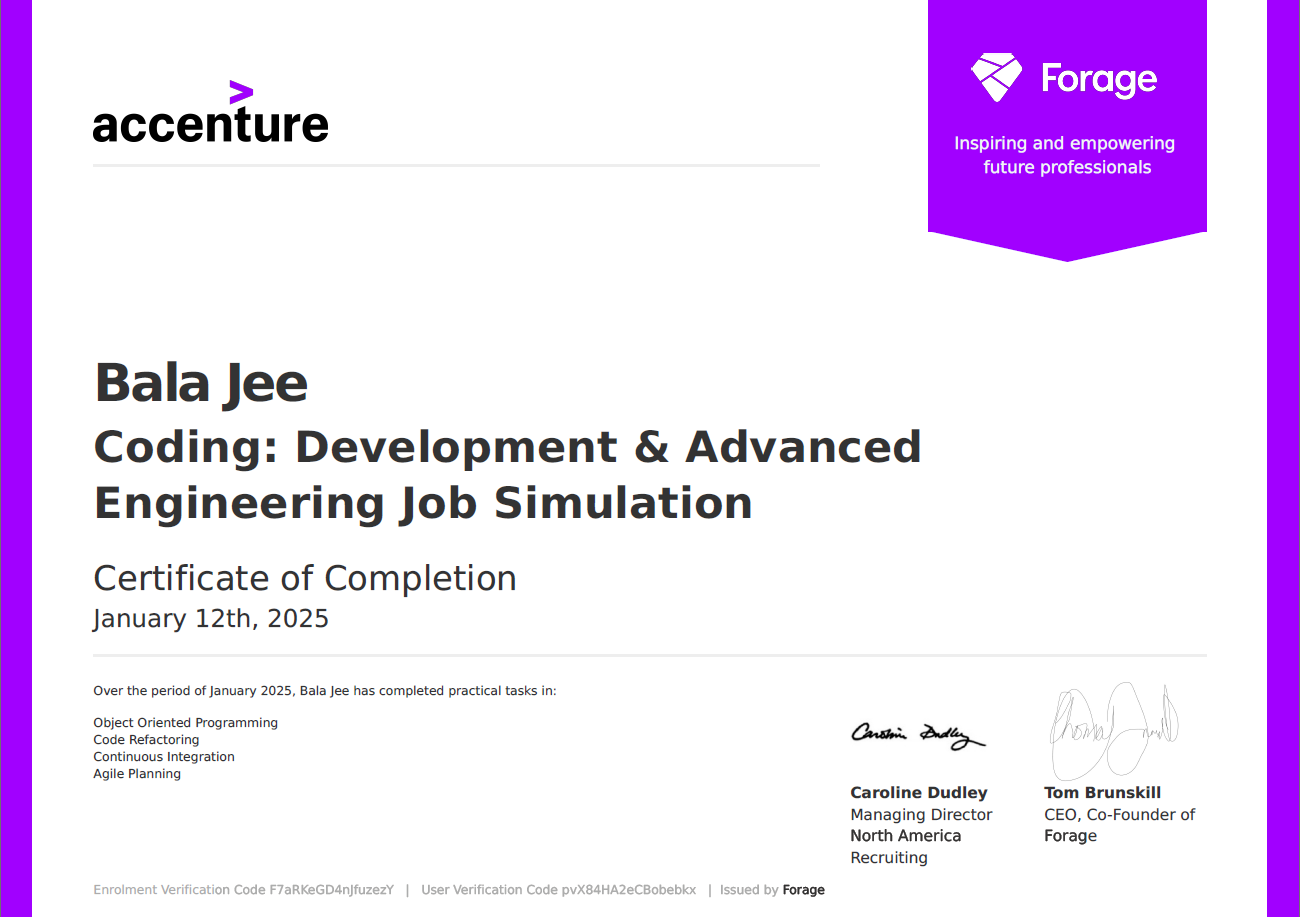 accenture
>
Forage
Inspiring and empowering
future professionals
Bala Jee
Coding: Development & Advanced
Engineering Job Simulation
Certificate of Completion
January 12th, 2025
Over the period of January 2025, Bala Jee has completed practical tasks in:
Object Oriented Programming
Code Refactoring
Continuous Integration
Agile Planning
Caroline Dudley
Caroline Dudley
Managing Director
North America
Recruiting
Tom Brunskill
CEO, Co-Founder of
Forage
Enrolment Verification Code F7aRKeGD4nJfuzezY | User Verification Code pvX84HA2eCBobebkx | Issued by Forage